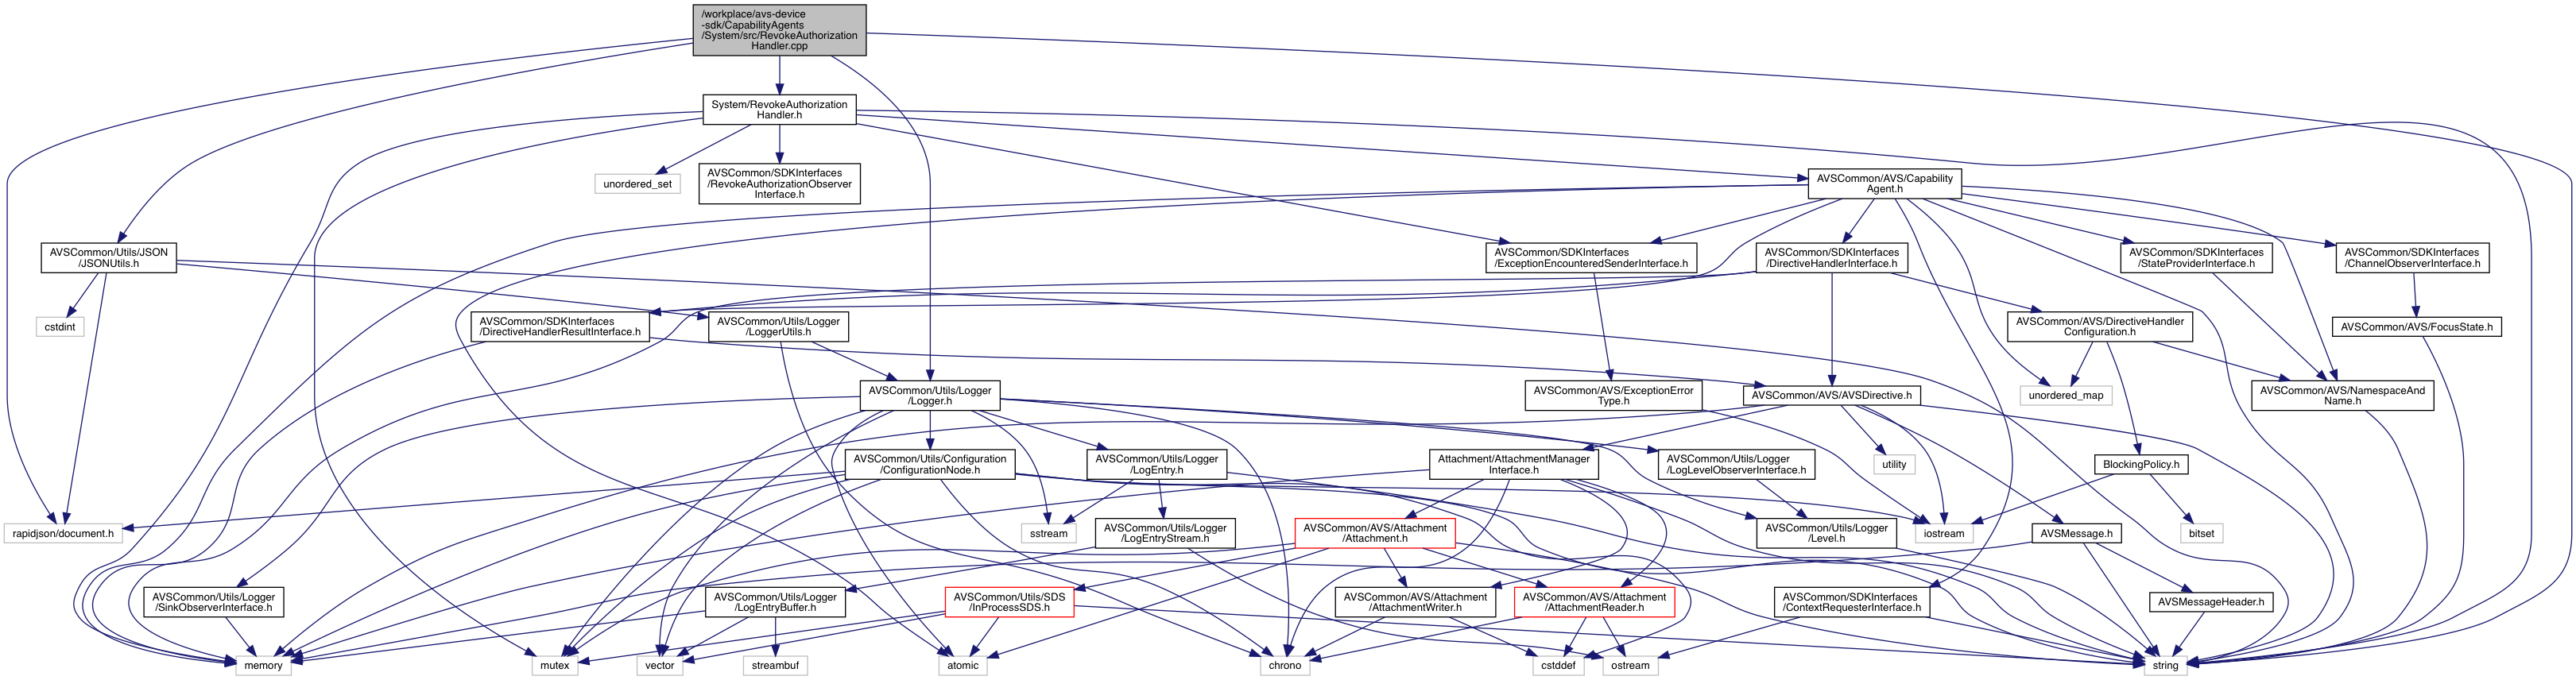 /workplace/avs-device
-sdk/CapabilityAgents
/System/src/RevokeAuthorization
Handler.cpp
System/RevokeAuthorization
Handler.h
unordered_set
AVSCommon/SDKInterfaces
/RevokeAuthorizationObserver
Interface.h
AVSCommon/AVS/Capability
Agent.h
AVSCommon/Utils/JSON
/JSONUtils.h
AVSCommon/SDKInterfaces
/ExceptionEncounteredSenderInterface.h
AVSCommon/SDKInterfaces
/DirectiveHandlerInterface.h
AVSCommon/SDKInterfaces
/StateProviderInterface.h
AVSCommon/SDKInterfaces
/ChannelObserverInterface.h
cstdint
AVSCommon/SDKInterfaces
/DirectiveHandlerResultInterface.h
AVSCommon/Utils/Logger
/LoggerUtils.h
AVSCommon/AVS/DirectiveHandler
Configuration.h
AVSCommon/AVS/FocusState.h
AVSCommon/Utils/Logger
/Logger.h
AVSCommon/AVS/ExceptionError
Type.h
AVSCommon/AVS/AVSDirective.h
unordered_map
AVSCommon/AVS/NamespaceAnd
Name.h
AVSCommon/Utils/Configuration
/ConfigurationNode.h
AVSCommon/Utils/Logger
/LogEntry.h
Attachment/AttachmentManager
Interface.h
AVSCommon/Utils/Logger
/LogLevelObserverInterface.h
utility
BlockingPolicy.h
rapidjson/document.h
sstream
AVSCommon/Utils/Logger
/LogEntryStream.h
AVSCommon/AVS/Attachment
/Attachment.h
AVSCommon/Utils/Logger
/Level.h
iostream
AVSMessage.h
bitset
AVSCommon/Utils/Logger
/SinkObserverInterface.h
AVSCommon/Utils/Logger
/LogEntryBuffer.h
AVSCommon/Utils/SDS
/InProcessSDS.h
AVSCommon/AVS/Attachment
/AttachmentWriter.h
AVSCommon/AVS/Attachment
/AttachmentReader.h
AVSCommon/SDKInterfaces
/ContextRequesterInterface.h
AVSMessageHeader.h
memory
mutex
vector
streambuf
atomic
chrono
cstddef
ostream
string